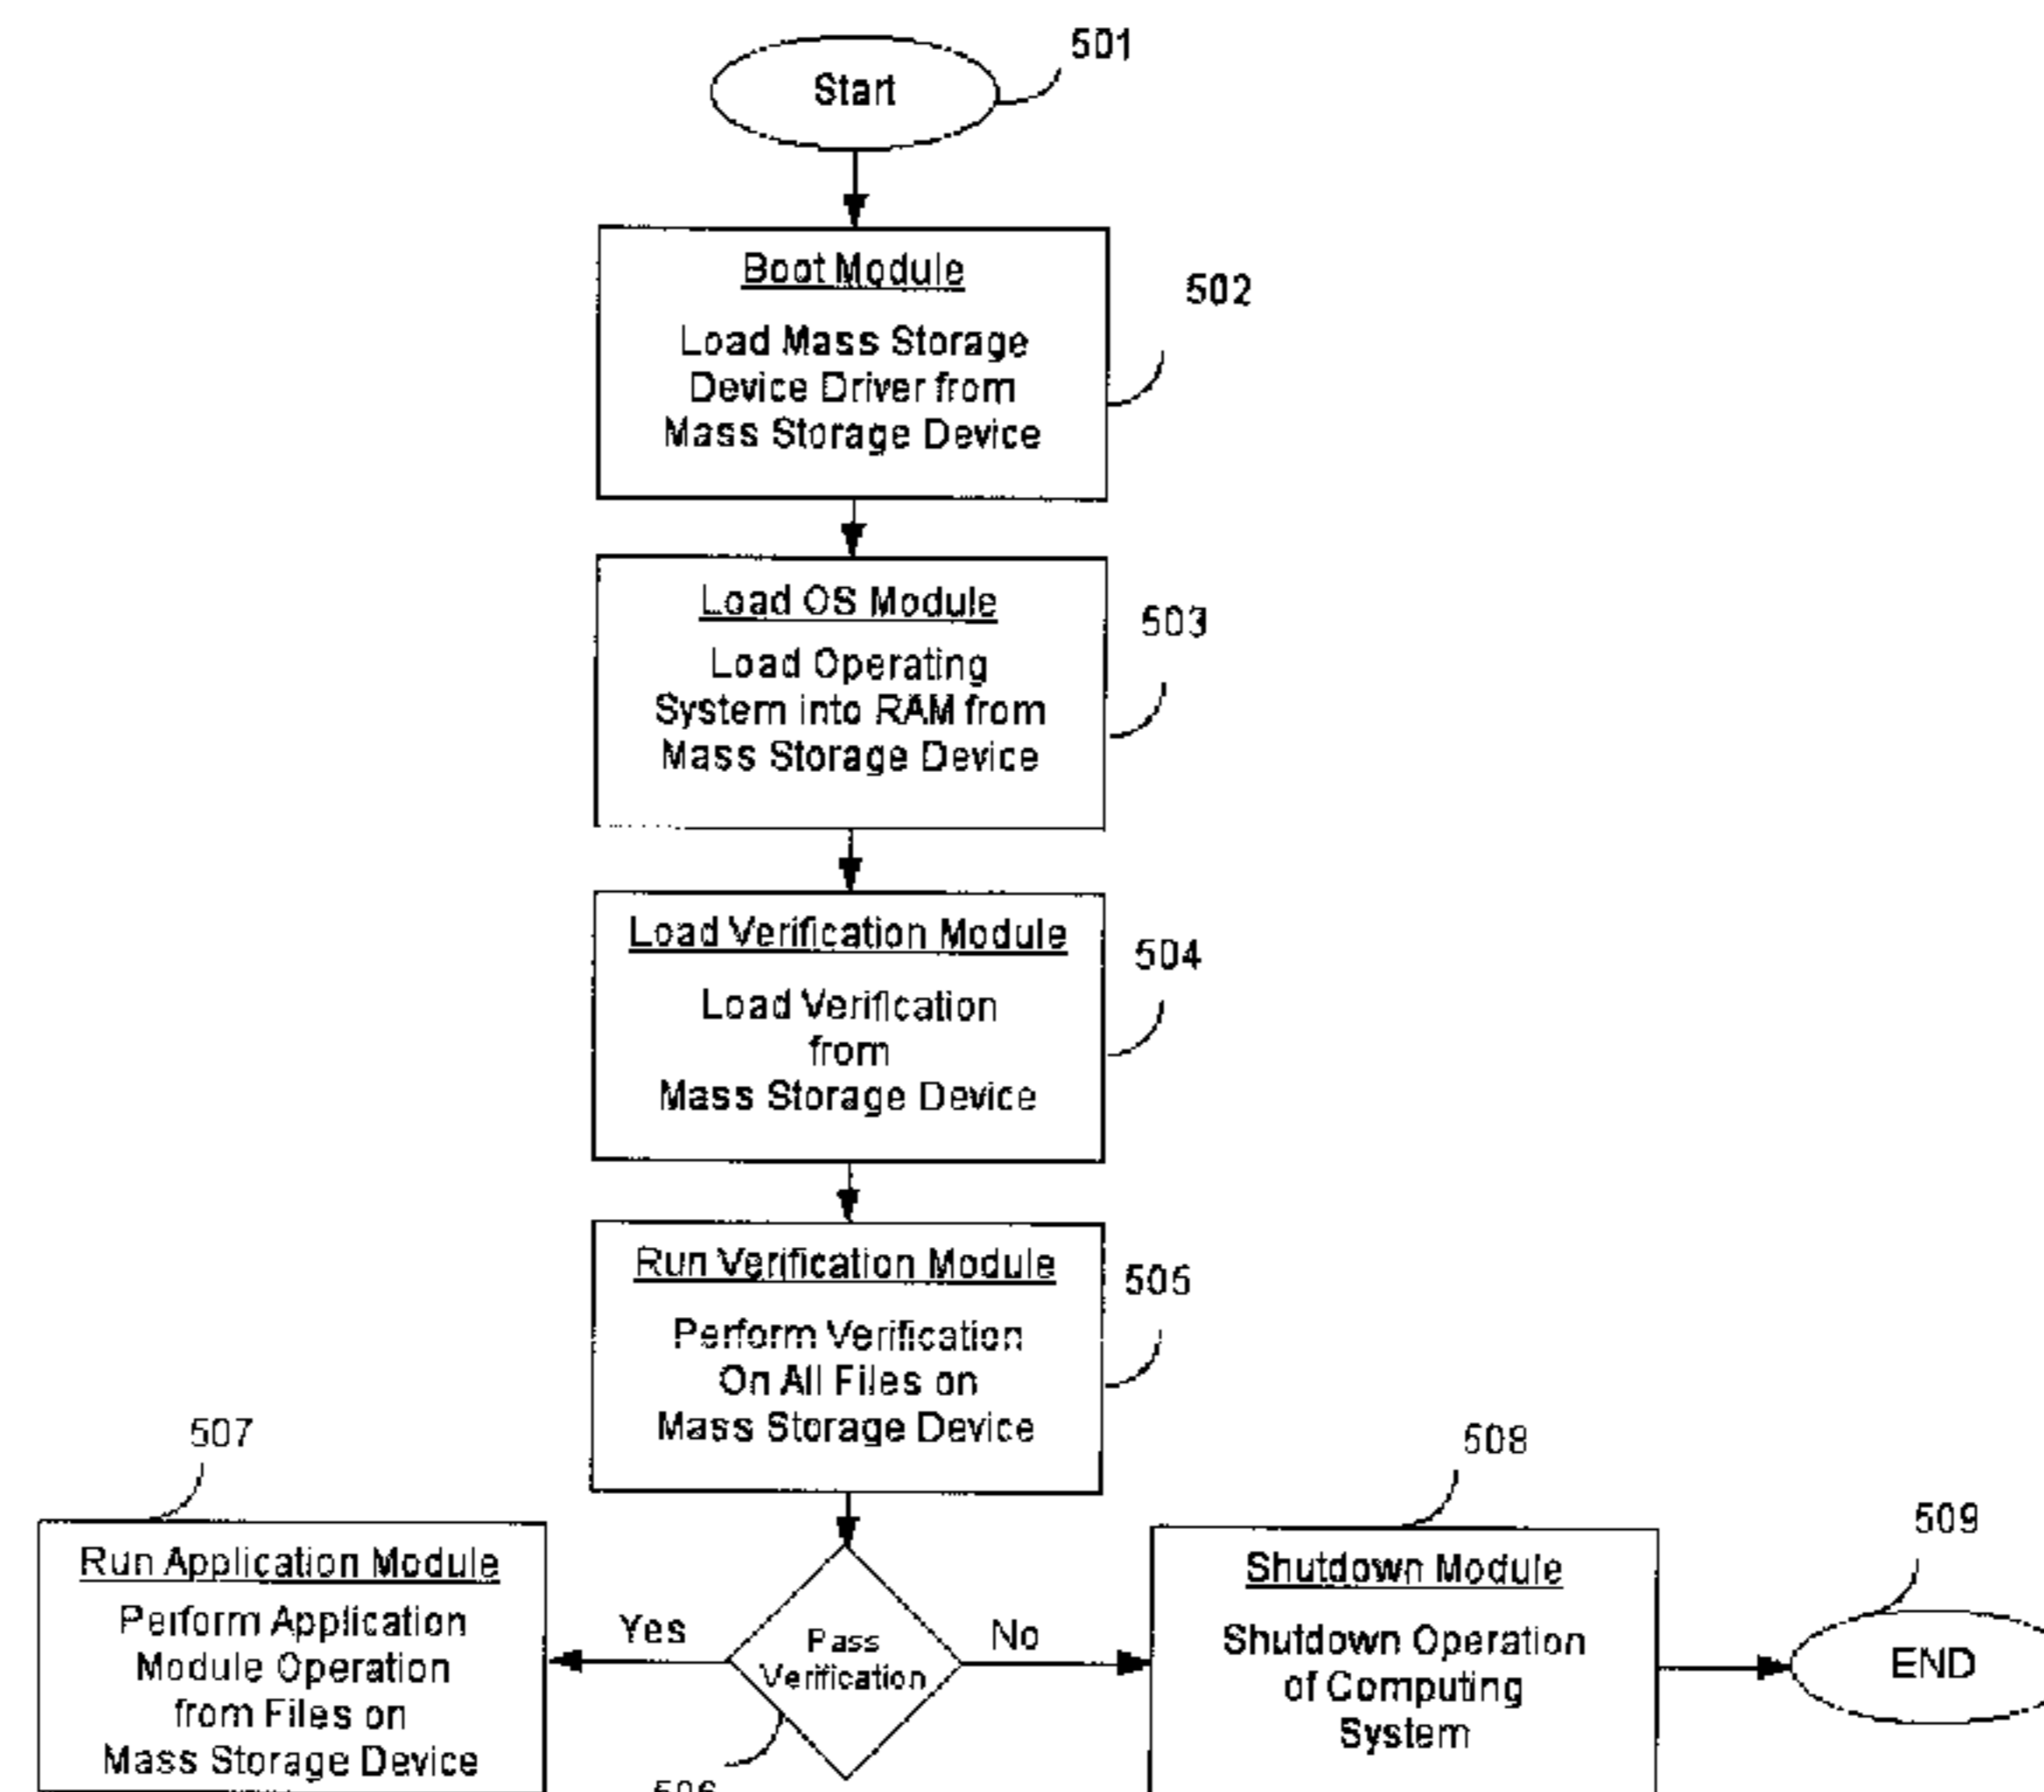 501
Start
Boot Module
502
Load Mass Storage
Device Driver from
Mass Storage Device
Load OS Module
503
Load Operating
System into RAM from
Mass Storage Device
Load Verification Module
504
Load Verification
from
Mass Storage Device
Run Verification Module
505
Perform Verification
On All Files on
Mass Storage Device
507
508
509
Run Application Module
Perform Application
Module Operation
from Files on
Mass Storage Device
Yes
Pass
Verification
No
Shutdown Module
Shutdown Operation
of Computing
System
END
506